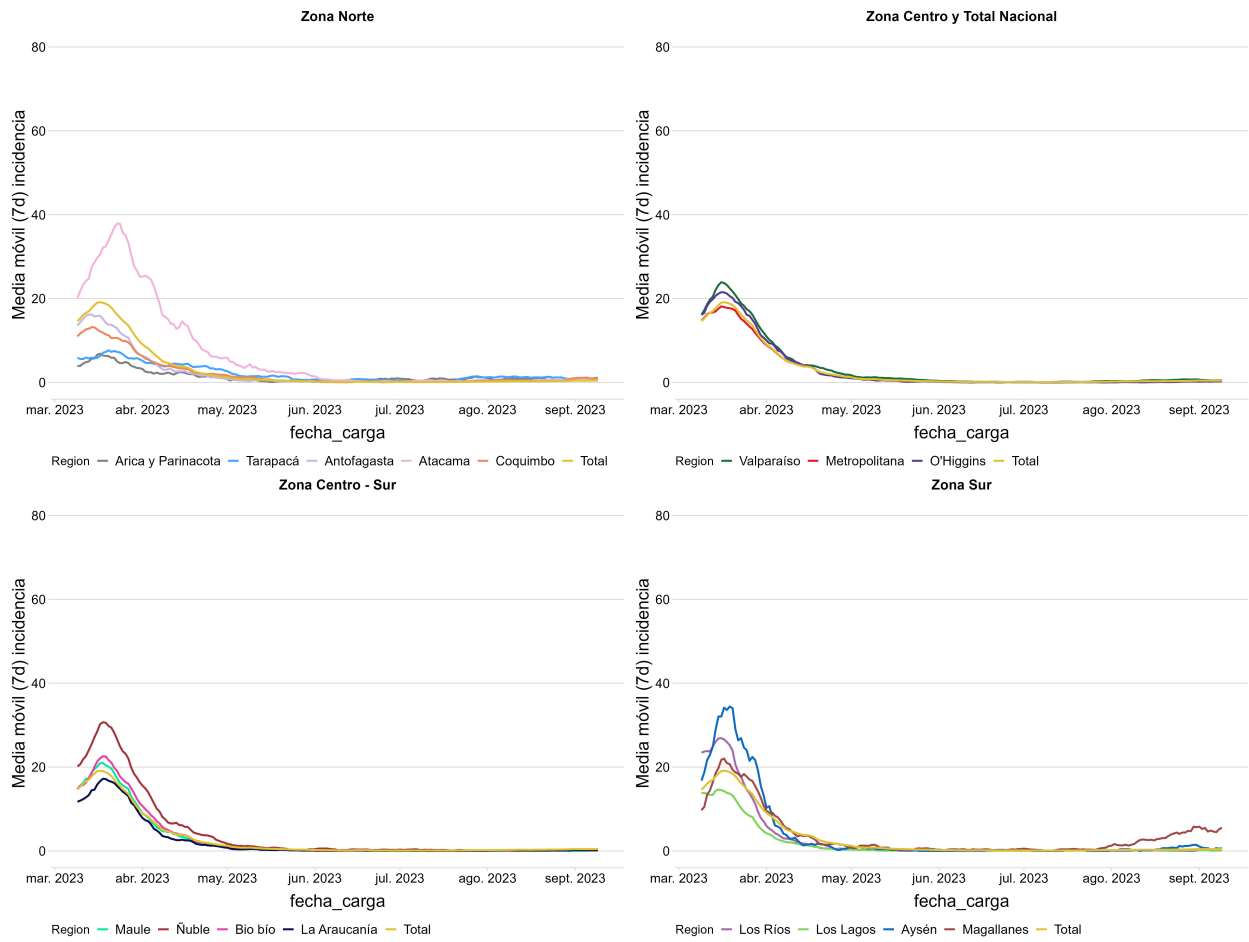 Zona Norte
80
60
40
20
0
Media móvil (7d) incidencia
mar. 2023 abr. 2023 may. 2023 jun. 2023 jul. 2023 ago. 2023 sept. 2023
fecha_carga
Region Arica y Parinacota Tarapacá Antofagasta Atacama Coquimbo Total
Zona Centro y Total Nacional
80
60
40
20
0
Media móvil (7d) incidencia
mar. 2023 abr. 2023 may. 2023 jun. 2023 jul. 2023 ago. 2023 sept. 2023
fecha_carga
Region Valparaíso Metropolitana O'Higgins Total
Zona Centro - Sur
80
60
40
20
0
Media móvil (7d) incidencia
mar. 2023 abr. 2023 may. 2023 jun. 2023 jul. 2023 ago. 2023 sept. 2023
fecha_carga
Region Maule Ñuble Bio bío La Araucanía Total
Zona Sur
80
60
40
20
0
Media móvil (7d) incidencia
mar. 2023 abr. 2023 may. 2023 jun. 2023 jul. 2023 ago. 2023 sept. 2023
fecha_carga
Region Los Ríos Los Lagos Aysén Magallanes Total